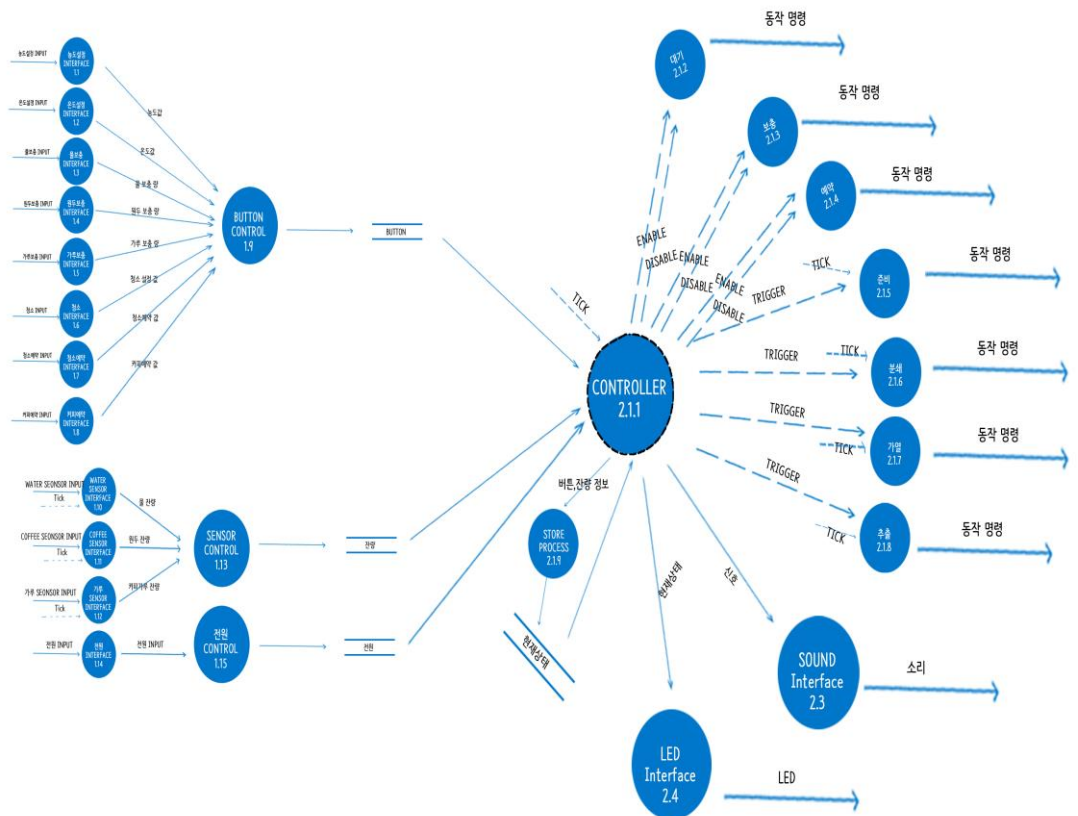 농도설정 INPUT
농도설정
INTERFACE
1.1
농도값
온도설정 INPUT
온도설정
INTERFACE
1.2
온도값
물보충 INPUT
물보충
INTERFACE
1.3
물 보충 량
원두보충 INPUT
원두보충
INTERFACE
1.4
원두 보충 량
가루보충 INPUT
가루보충
INTERFACE
1.5
가루 보충 량
청소 INPUT
청소
INTERFACE
1.6
청소 설정 값
청소예약 INPUT
청소예약
INTERFACE
1.7
청소예약 값
커피예약 INPUT
커피예약
INTERFACE
1.8
커피예약 값
BUTTON
CONTROL
1.9
BUTTON
WATER SEONSOR INPUT
Tick
WATER
SENSOR
INTERFACE
1.10
물 잔량
COFFEE SEONSOR INPUT
Tick
COFFEE
SENSOR
INTERFACE
1.11
원두 잔량
가루 SEONSOR INPUT
Tick
가루
SENSOR
INTERFACE
1.12
커피가루 잔량
SENSOR
CONTROL
1.13
잔량
전원 INPUT
전원
INTERFACE
1.14
전원 INPUT
전원
CONTROL
1.15
전원
TICK
CONTROLLER
2.1.1
ENABLE
DISABLE
대기
2.1.2
동작 명령
ENABLE
DISABLE
보충
2.1.3
동작 명령
ENABLE
DISABLE
예약
2.1.4
동작 명령
TRIGGER
TICK
준비
2.1.5
동작 명령
TRIGGER
TICK
분쇄
2.1.6
동작 명령
TRIGGER
TICK
가열
2.1.7
동작 명령
TRIGGER
TICK
추출
2.1.8
동작 명령
버튼,잔량 정보
STORE
PROCESS
2.1.9
현재상태
현재상태
신호
SOUND
Interface
2.3
소리
LED
Interface
2.4
LED